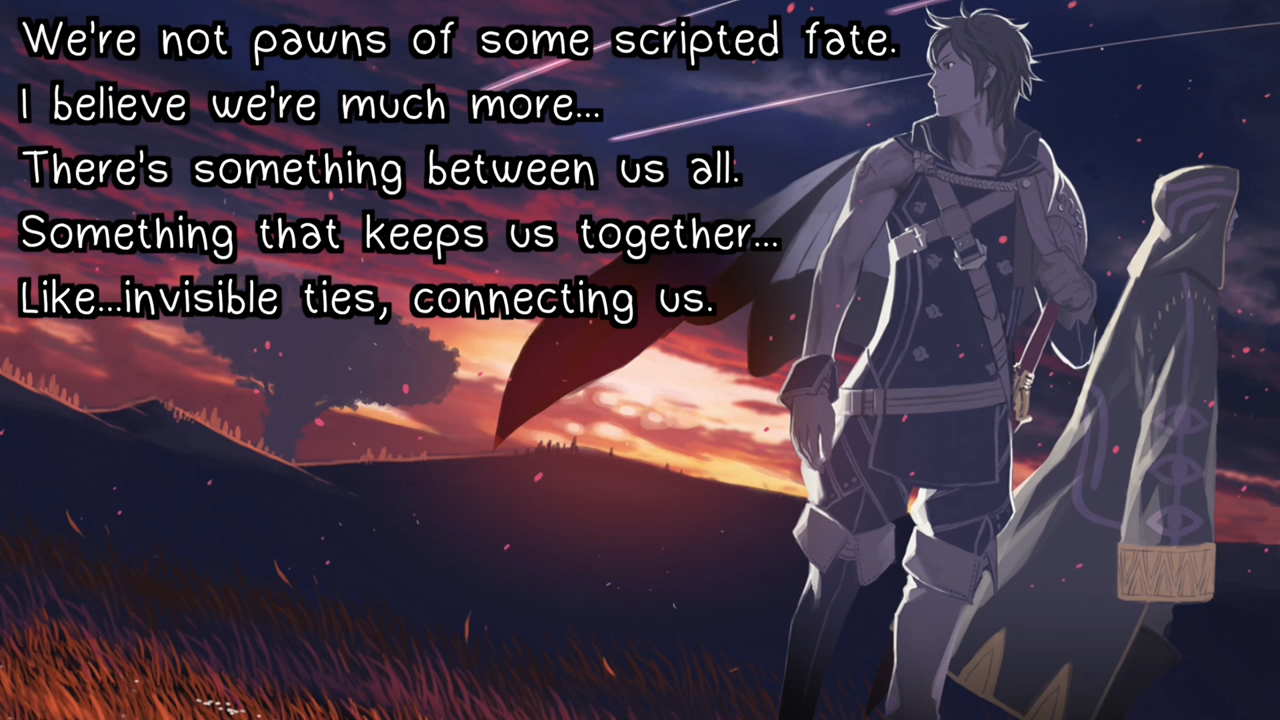 We're not pawns of some scripted fate.
I believe we're much more...
There's something between us all.
Something that keeps us together...
Like...invisible ties, connecting us.